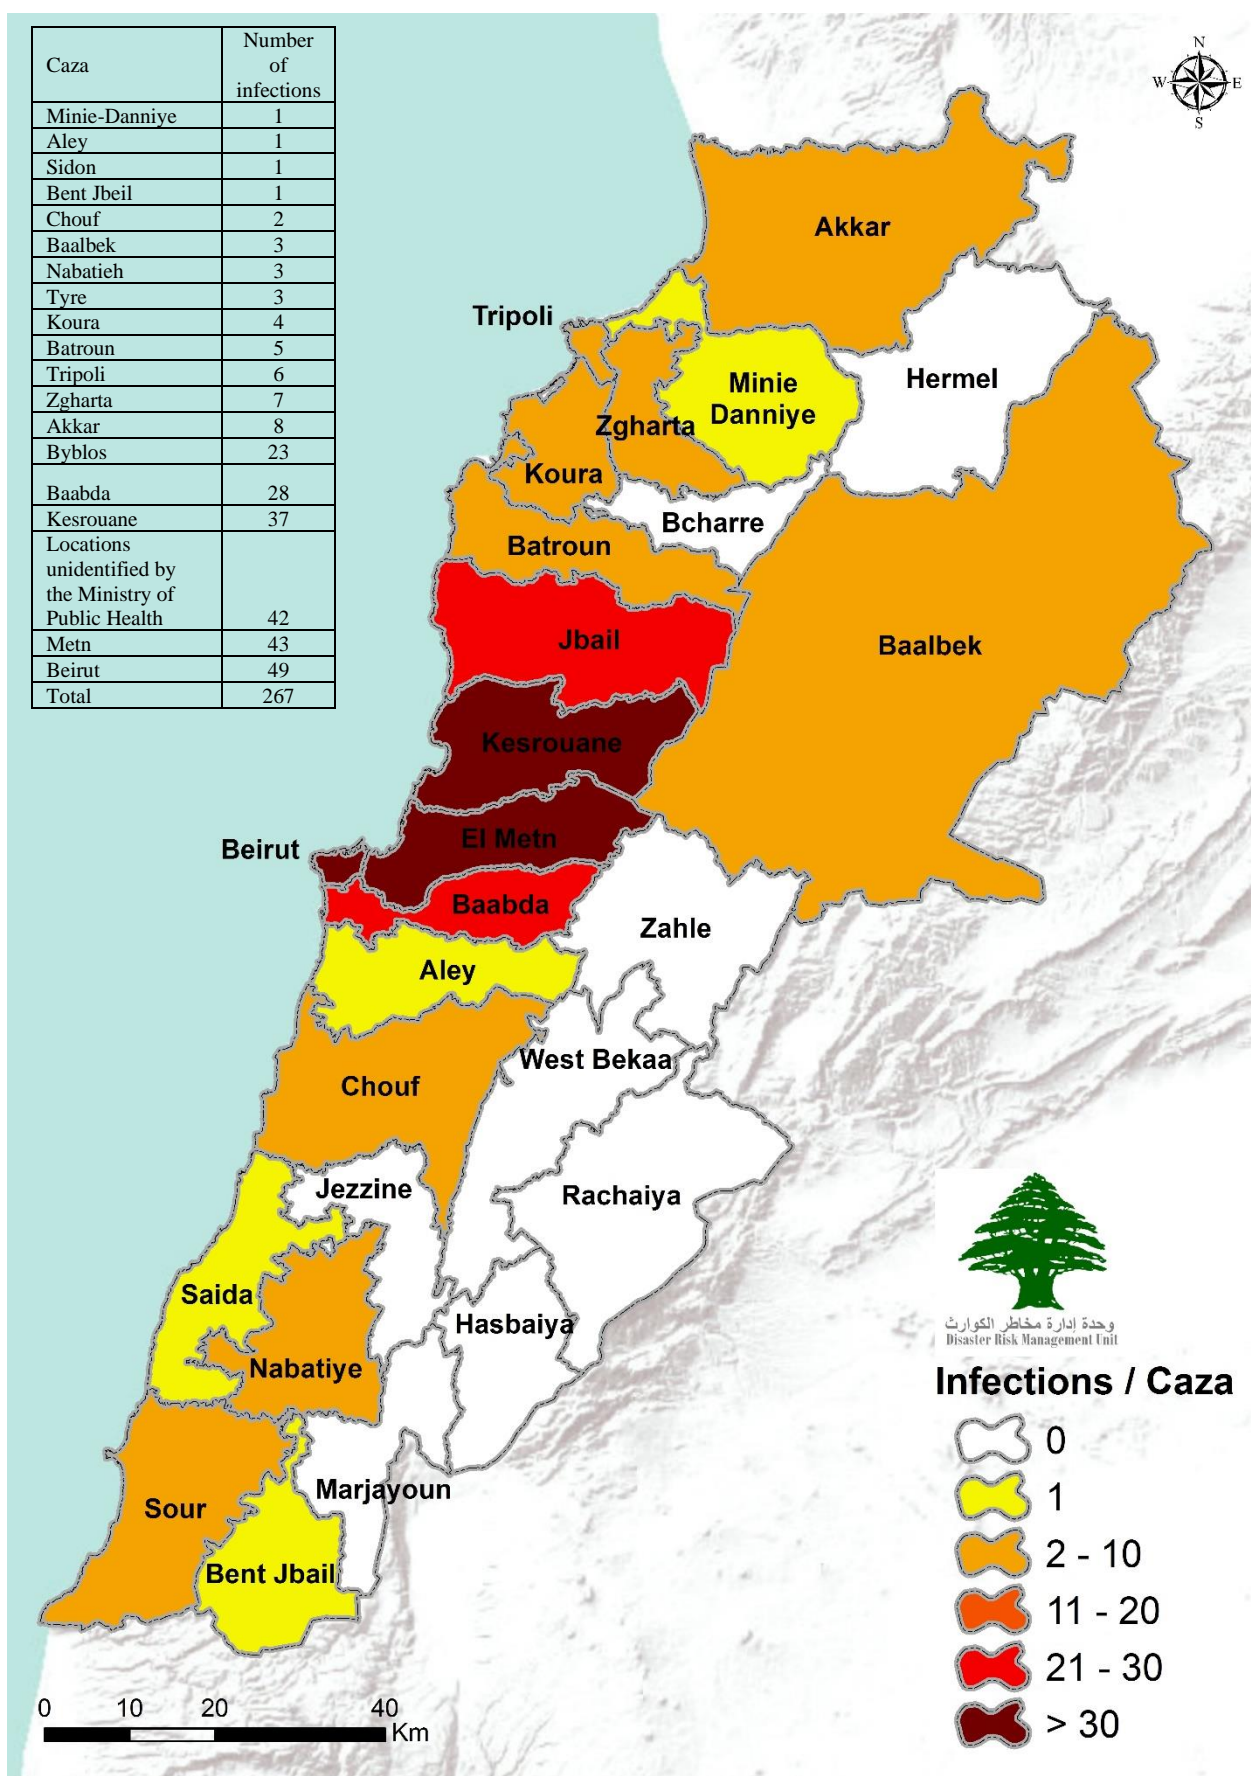 Caza Number
of
infections
Minie-Danniye 1
Aley 1
Sidon 1
Bent Jbeil 1
Chouf 2
Baalbek 3
Nabatieh 3
Tyre 3
Koura 4
Batroun 5
Tripoli 6
Zgharta 7
Akkar 8
Byblos 23
Baabda 28
Kesrouane 37
Locations
unidentified by
the Ministry of
Public Health 42
Metn 43
Beirut 49
Total 267
N
W E
S
Akkar
Tripoli
Hermel
Minie
Danniye
Zgharta
Koura
Bcharre
Batroun
Jbail
Baalbek
Kesrouane
El Metn
Beirut
Baabda
Zahle
Aley
West Bekaa
Chouf
Jezzine
Rachaiya
Saida
Hasbaiya
Nabatiye
Marjayoun
Sour
Bent Jbail
وحدة إدارة مخاطر الكوارث
Disaster Risk Management Unit
Infections / Caza
0
1
2 - 10
11 - 20
21 - 30
> 30
0 10 20 40
Km